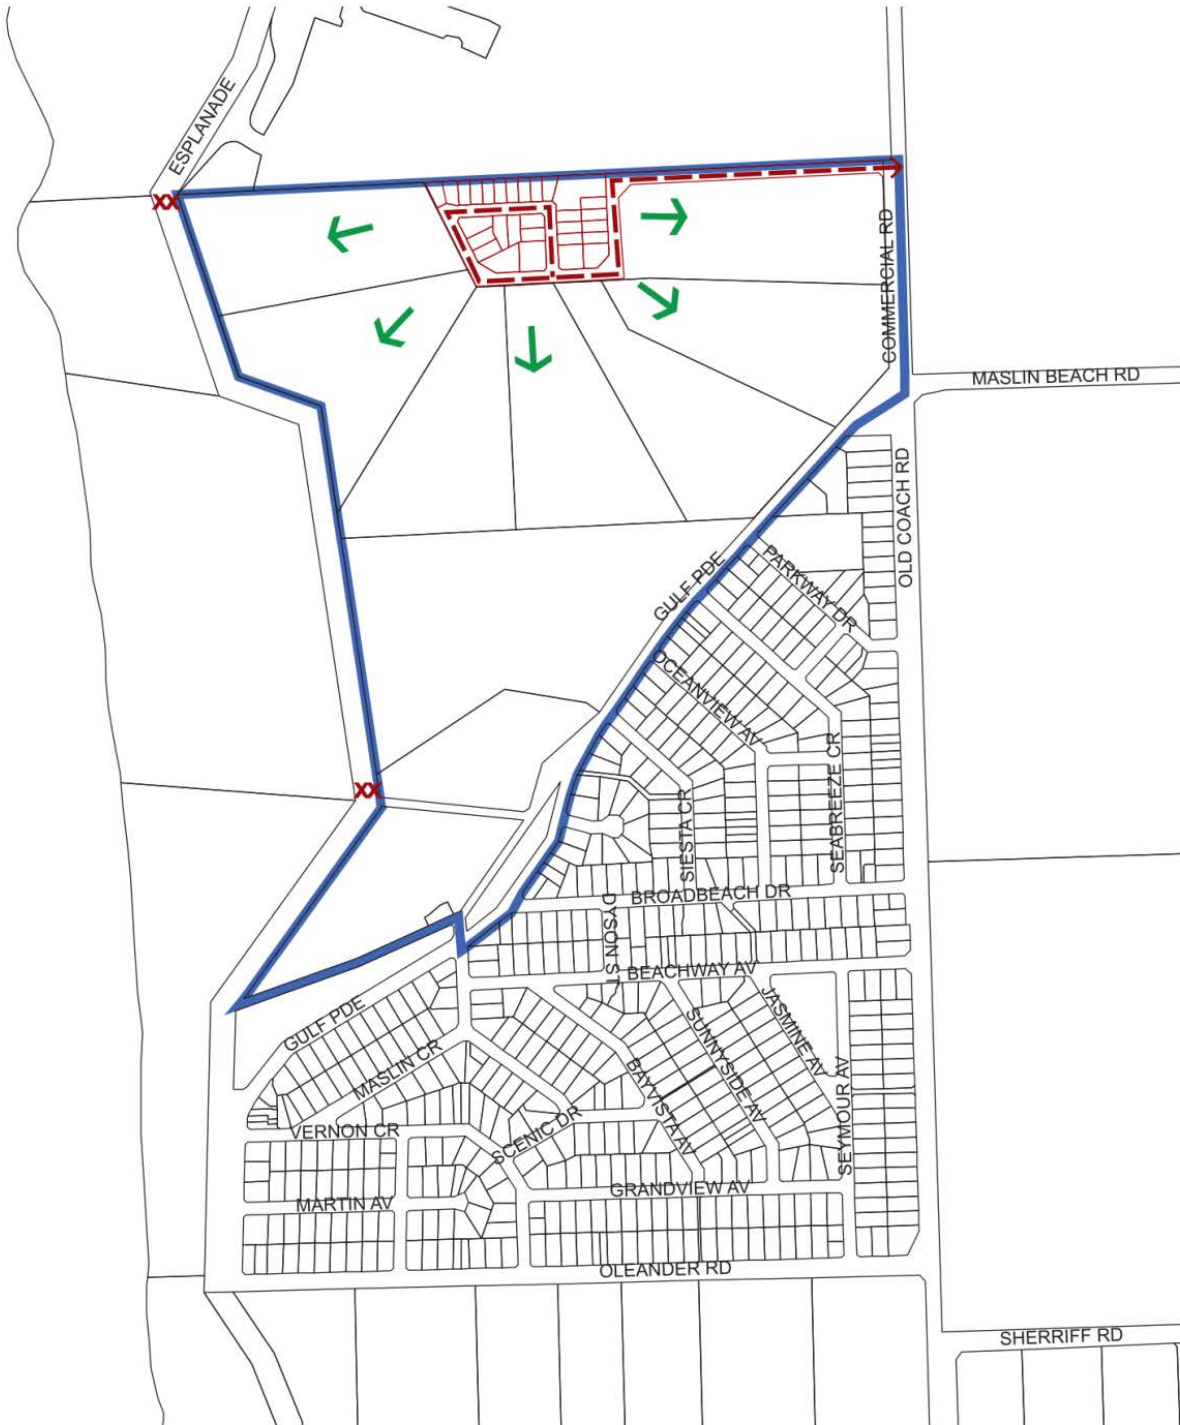 ESPLANADE
XX
COMMERCIAL RD
MASLIN BEACH RD
OLD COACH RD
GULF PDE
PARKWAY DR
OCEANVIEW AV
SEABREEZE CR
XX
SIESTA CR
BROADBEACH DR
DYSON ST
BEACHWAY AV
JASMINE AV
GULF PDE
SUNNYSIDE AV
MASLIN CR
BAYVISTA AV
SEYMOUR AV
VERNON CR
SCENIC DR
GRANDVIEW AV
MARTIN AV
OLEANDER RD
SHERRIFF RD